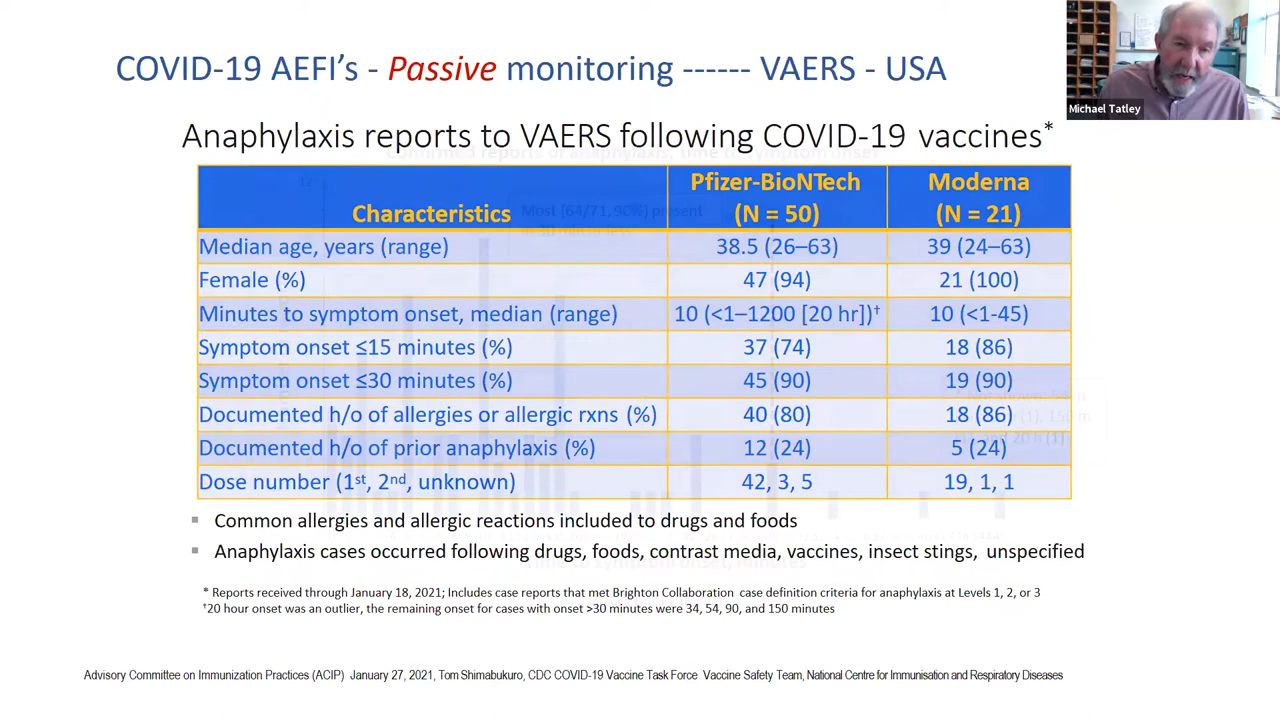 COVID-19 AEFI’s - Passive monitoring ------ VAERS - USA
Michael Tatley
Anaphylaxis reports to VAERS following COVID-19 vaccines*
Characteristics Pfizer-BioNTech (N = 50) Moderna (N = 21)
Median age, years (range) 38.5 (26–63) 39 (24–63)
Female (%) 47 (94) 21 (100)
Minutes to symptom onset, median (range) 10 (<1–1200 [20 hr])† 10 (<1-45)
Symptom onset ≤15 minutes (%) 37 (74) 18 (86)
Symptom onset ≤30 minutes (%) 45 (90) 19 (90)
Documented h/o of allergies or allergic rxns (%) 40 (80) 18 (86)
Documented h/o of prior anaphylaxis (%) 12 (24) 5 (24)
Dose number (1st, 2nd, unknown) 42, 3, 5 19, 1, 1
▪ Common allergies and allergic reactions included to drugs and foods
▪ Anaphylaxis cases occurred following drugs, foods, contrast media, vaccines, insect stings, unspecified
* Reports received through January 18, 2021; Includes case reports that met Brighton Collaboration case definition criteria for anaphylaxis at Levels 1, 2, or 3
†20 hour onset was an outlier, the remaining onset for cases with onset >30 minutes were 34, 54, 90, and 150 minutes
Advisory Committee on Immunization Practices (ACIP) January 27, 2021, Tom Shimabukuro, CDC COVID-19 Vaccine Task Force Vaccine Safety Team, National Centre for Immunisation and Respiratory Diseases